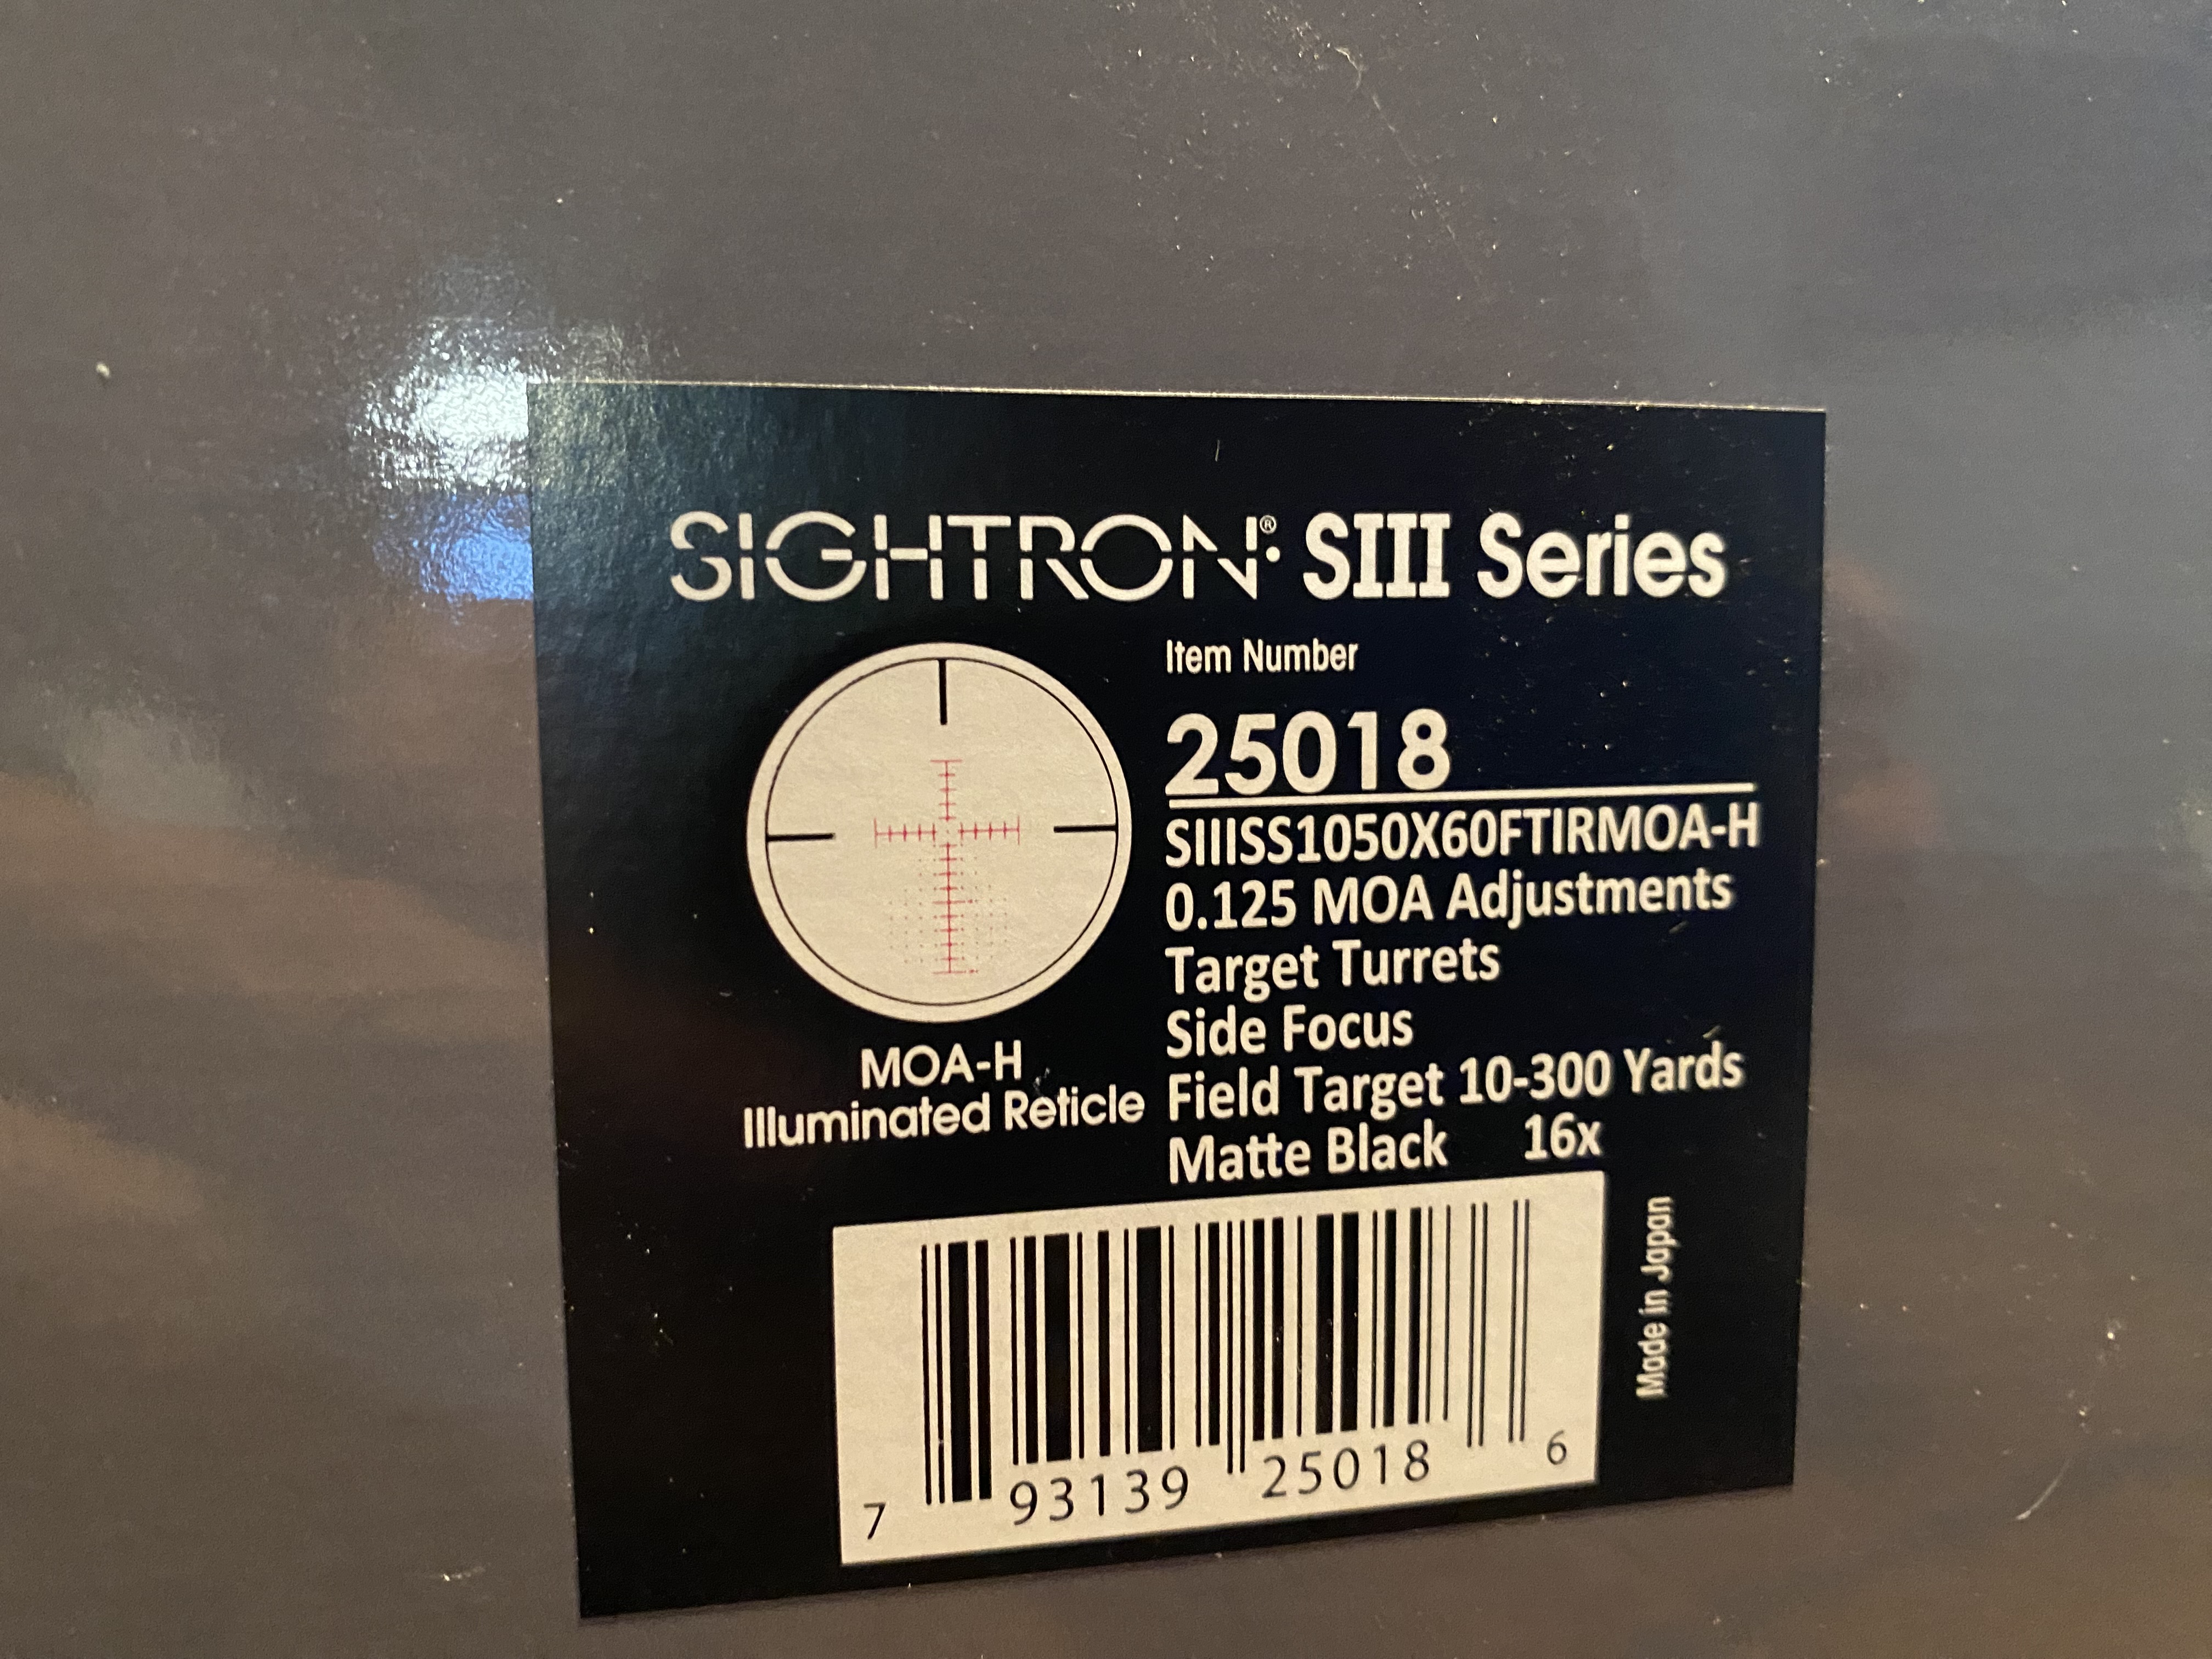 SIGHTRON® SIII Series
Item Number
25018
SIIISS1050X60FTIRMOA-H
0.125 MOA Adjustments
Target Turrets
Side Focus
Field Target 10-300 Yards
Matte Black 16x
MOA-H
Illuminated Reticle
7 93139 25018 6
Made in Japan